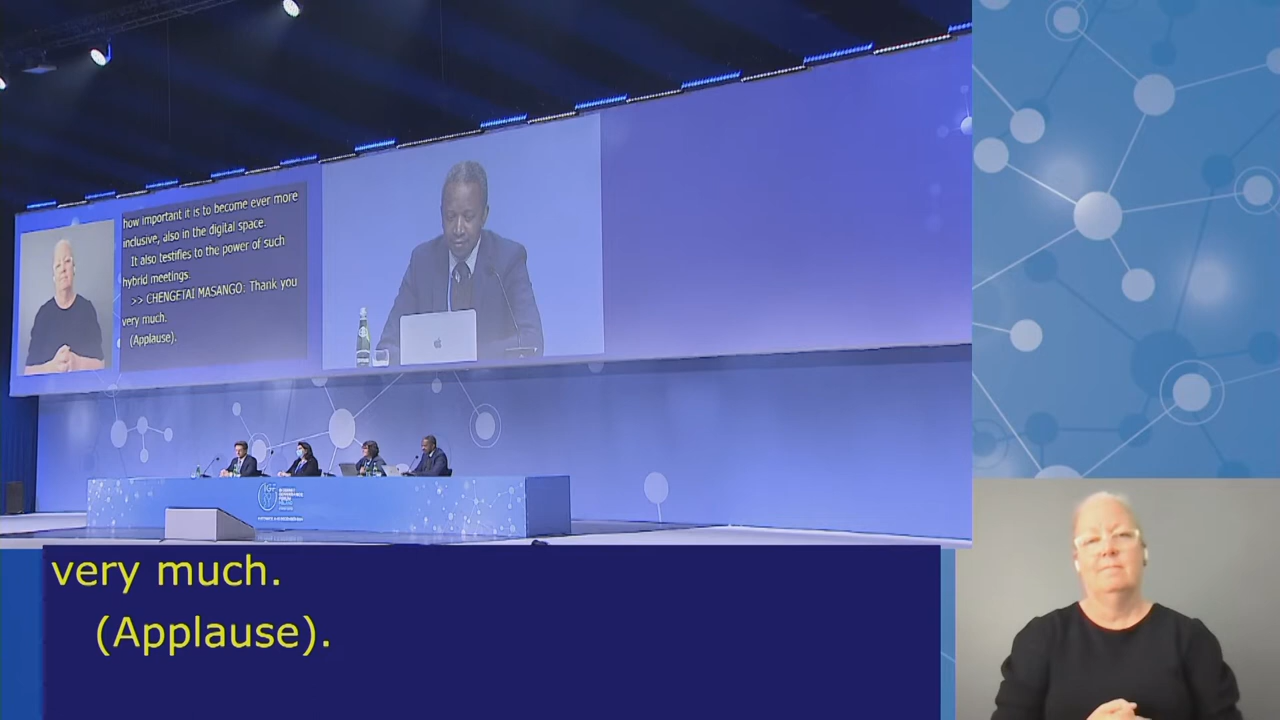 how important it is to become ever more
inclusive, also in the digital space.
It also testifies to the power of such
hybrid meetings.
>> CHENGETAI MASANGO: Thank you
very much.
(Applause).
very much.
(Applause).